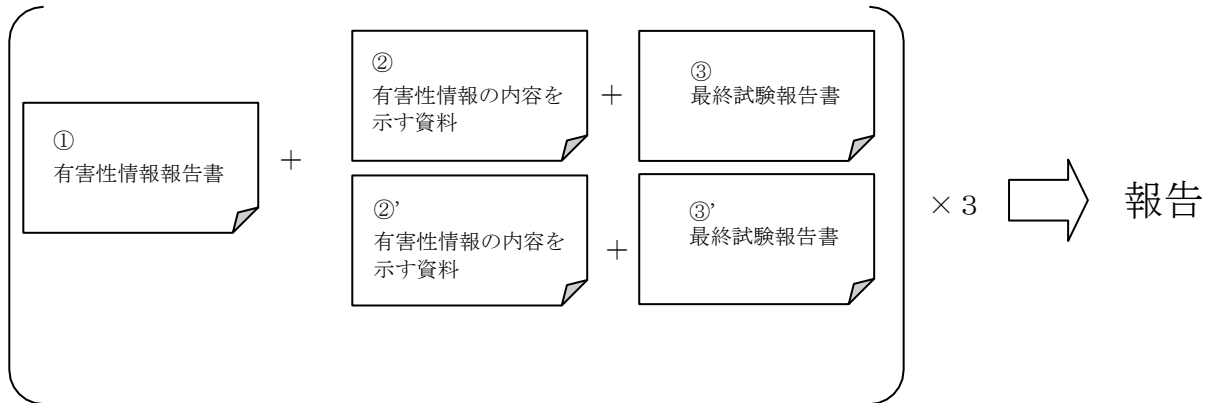 ①
有害性情報報告書
＋
②
有害性情報の内容を
示す資料
＋
③
最終試験報告書
②’
有害性情報の内容を
示す資料
＋
③’
最終試験報告書
×３
報告